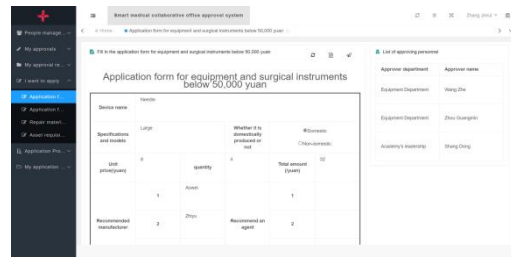 Smart medical collaborative office approval system
Zhang zence
People manage...
My approvals
My approval re...
I want to apply
Application f...
Application f...
Repair materi...
Asset requisi...
Application Pro...
My application ...
Home
Application form for equipment and surgical instruments below 50,000 yuan
Fill in the application form for equipment and surgical instruments below 50,000 yuan
Application form for equipment and surgical instruments
below 50,000 yuan
Device name
Needle
Specifications
and models
Large
Whether it is
domestically
produced or
not
Domestic
Non-domestic
Unit
price(yuan)
8
quantity
4
Total amount
(yuan)
32
1
1
Recommended
manufacturer
2
Recommend an
agent
2
List of approving personnel
Approver department
Approver name
Equipment Department
Wang Zhe
Equipment Department
Zhou Guangmin
Academy's leadership
Shang Dong